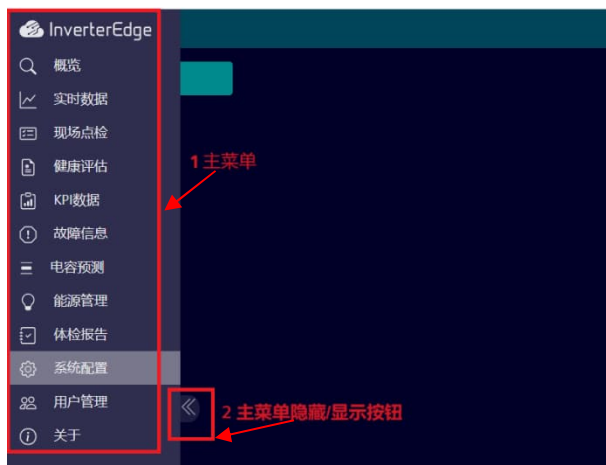 InverterEdge
概览
实时数据
现场点检
健康评估
1 主菜单
KPI数据
故障信息
电容预测
能源管理
体检报告
系统配置
用户管理
2 主菜单隐藏/显示按钮
关于